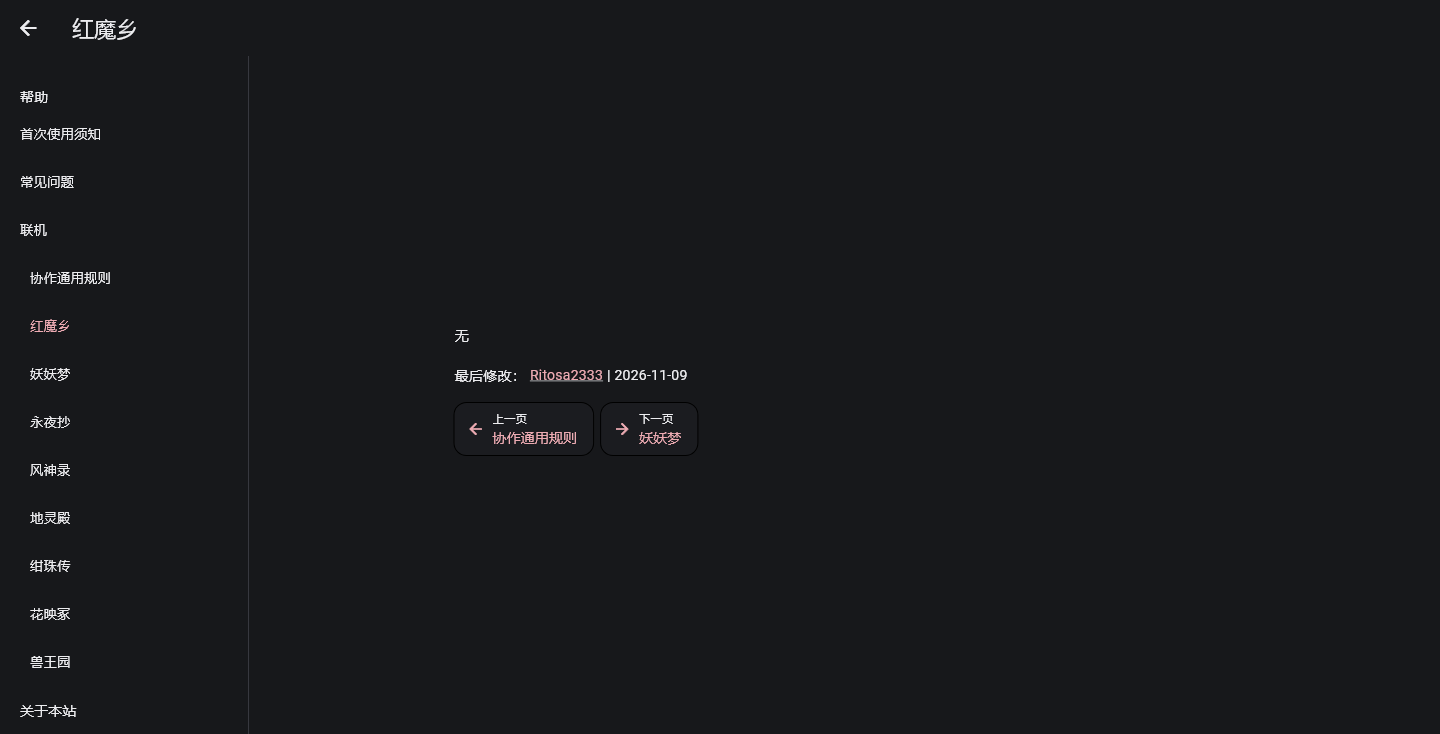 红魔乡
帮助
首次使用须知
常见问题
联机
协作通用规则
红魔乡
妖妖梦
永夜抄
风神录
地灵殿
绀珠传
花映冢
兽王园
关于本站
无
最后修改： Ritosa2333 | 2026-11-09
上一页
协作通用规则
下一页
妖妖梦